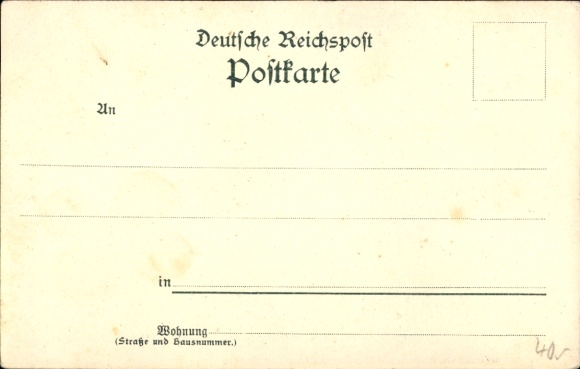 Deutsche Reichspost
Postkarte
An
in
Wohnung
(Straße und Hausnummer.)
40.-